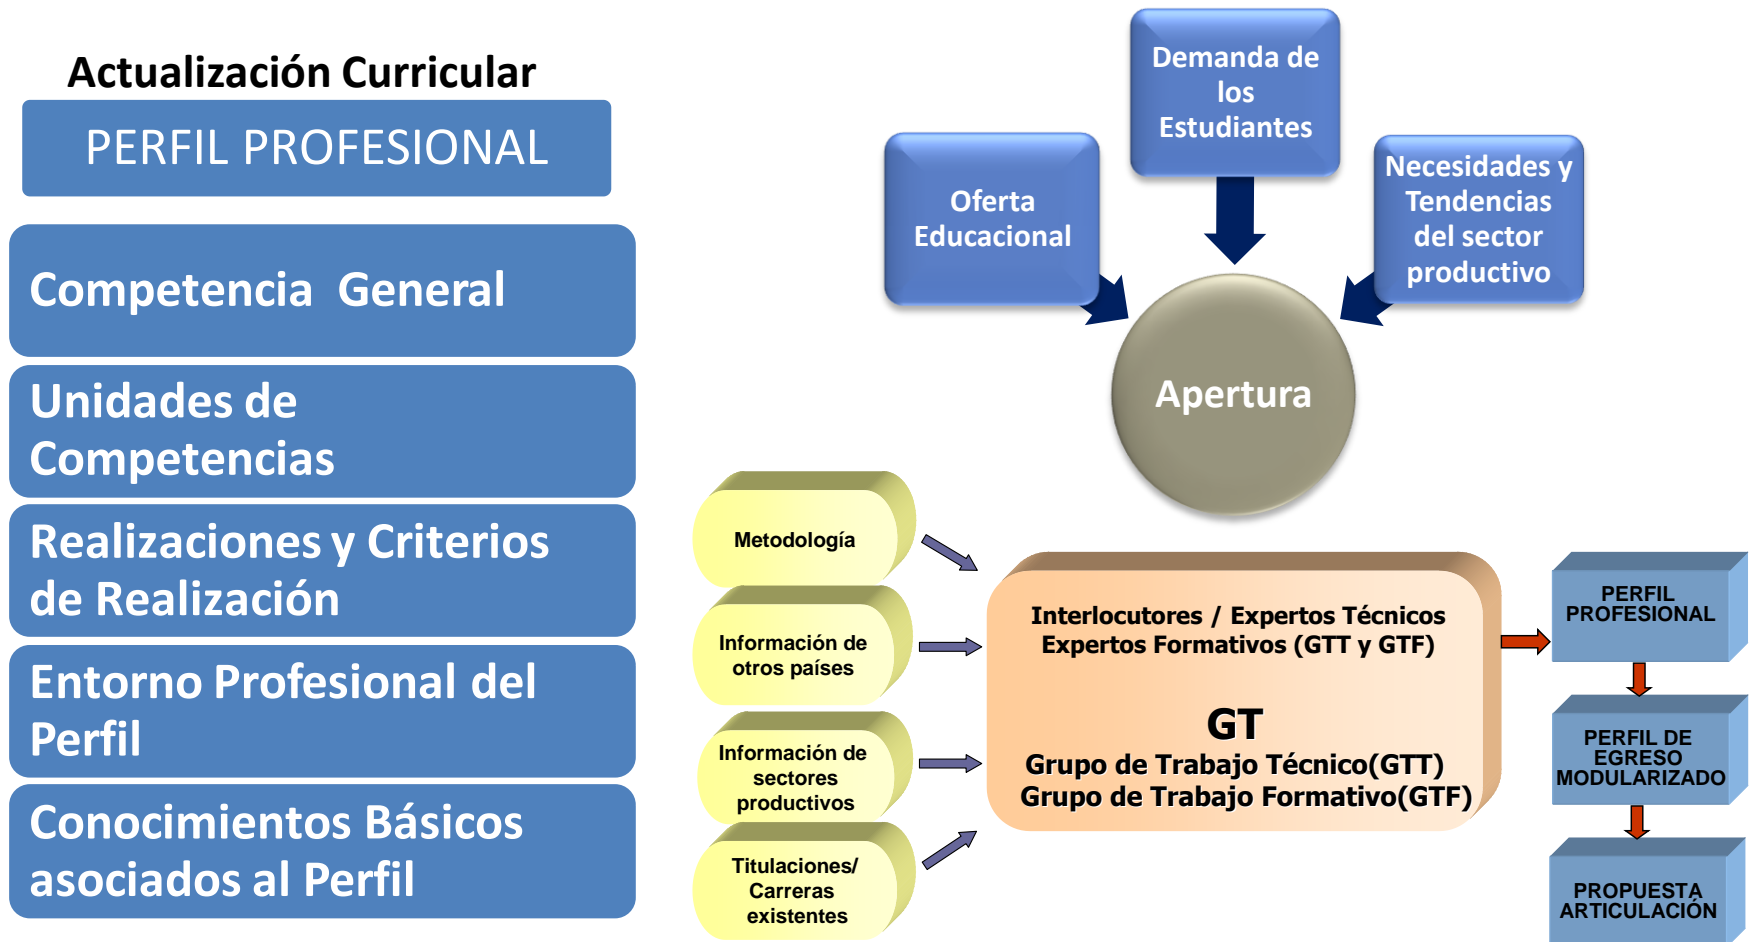 Actualización Curricular
PERFIL PROFESIONAL
Competencia  General
Unidades de
Competencias
Realizaciones y Criterios
de Realización
Entorno Profesional del
Perfil
Conocimientos Básicos
asociados al Perfil
Demanda de
los
Estudiantes
Oferta
Educacional
Necesidades y
Tendencias
del sector
productivo
Apertura
Metodología
Información de
otros países
Información de
sectores
productivos
Titulaciones/
Carreras
existentes
Interlocutores / Expertos Técnicos
Expertos Formativos (GTT y GTF)
GT
Grupo de Trabajo Técnico(GTT)
Grupo de Trabajo Formativo(GTF)
PERFIL
PROFESIONAL
PERFIL DE
EGRESO
MODULARIZADO
PROPUESTA
ARTICULACIÓN